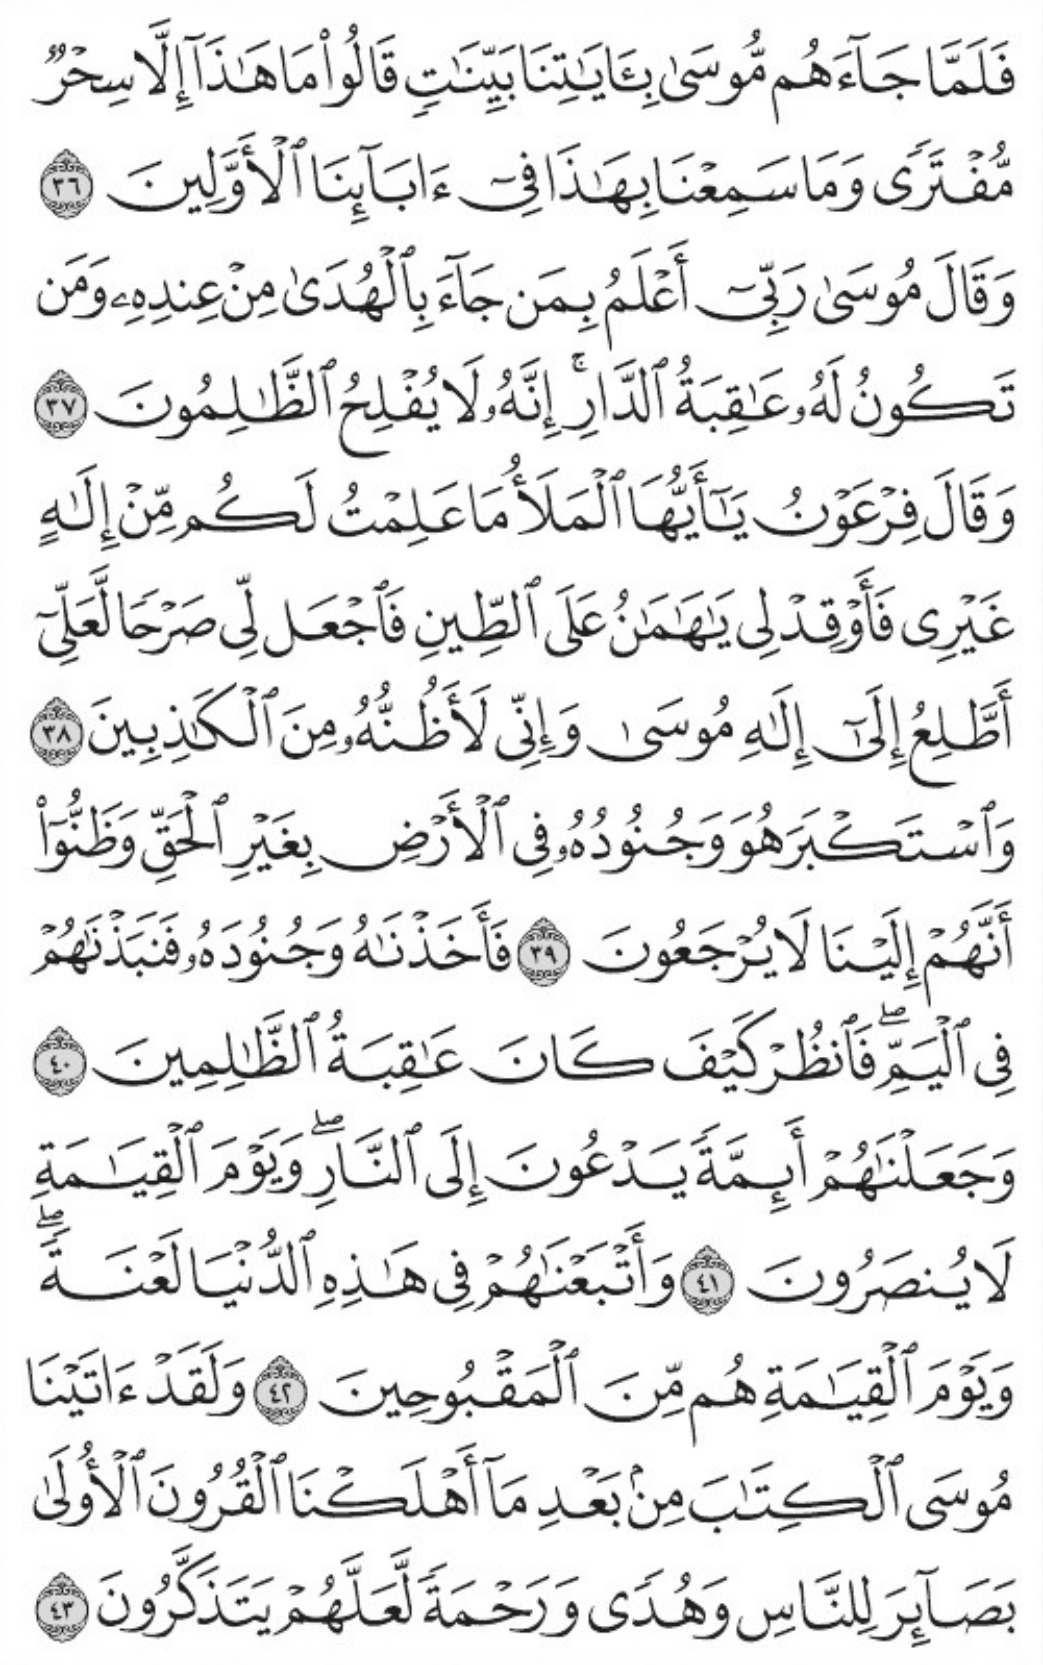 فَلَمَّا جَآءَهُم مُّوسَىٰ بِـَٔايَـٰتِنَا بَيِّنَـٰتٍ قَالُوا۟ مَا هَـٰذَآ إِلَّا سِحْرٌ
مُّفْتَرًى وَمَا سَمِعْنَا بِهَـٰذَا فِىٓ ءَابَآئِنَا ٱلْأَوَّلِينَ ٣٦
وَقَالَ مُوسَىٰ رَبِّىٓ أَعْلَمُ بِمَن جَآءَ بِٱلْهُدَىٰ مِنْ عِندِهِۦ وَمَن
تَكُونُ لَهُۥ عَـٰقِبَةُ ٱلدَّارِ ۚ إِنَّهُۥ لَا يُفْلِحُ ٱلظَّـٰلِمُونَ ٣٧
وَقَالَ فِرْعَوْنُ يَـٰٓأَيُّهَا ٱلْمَلَأُ مَا عَلِمْتُ لَكُم مِّنْ إِلَـٰهٍ
غَيْرِى فَأَوْقِدْ لِى يَـٰهَـٰمَـٰنُ عَلَى ٱلطِّينِ فَٱجْعَل لِّى صَرْحًا لَّعَلِّىٓ
أَطَّلِعُ إِلَىٰٓ إِلَـٰهِ مُوسَىٰ وَإِنِّى لَأَظُنُّهُۥ مِنَ ٱلْكَـٰذِبِينَ ٣٨
وَٱسْتَكْبَرَ هُوَ وَجُنُودُهُۥ فِى ٱلْأَرْضِ بِغَيْرِ ٱلْحَقِّ وَظَنُّوٓا۟
أَنَّهُمْ إِلَيْنَا لَا يُرْجَعُونَ ٣٩ فَأَخَذْنَـٰهُ وَجُنُودَهُۥ فَنَبَذْنَـٰهُمْ
فِى ٱلْيَمِّ ۖ فَٱنظُرْ كَيْفَ كَانَ عَـٰقِبَةُ ٱلظَّـٰلِمِينَ ٤٠
وَجَعَلْنَـٰهُمْ أَئِمَّةً يَدْعُونَ إِلَى ٱلنَّارِ ۖ وَيَوْمَ ٱلْقِيَـٰمَةِ
لَا يُنصَرُونَ ٤١ وَأَتْبَعْنَـٰهُمْ فِى هَـٰذِهِ ٱلدُّنْيَا لَعْنَةً ۖ
وَيَوْمَ ٱلْقِيَـٰمَةِ هُم مِّنَ ٱلْمَقْبُوحِينَ ٤٢ وَلَقَدْ ءَاتَيْنَا
مُوسَى ٱلْكِتَـٰبَ مِنۢ بَعْدِ مَآ أَهْلَكْنَا ٱلْقُرُونَ ٱلْأُولَىٰ
بَصَآئِرَ لِلنَّاسِ وَهُدًى وَرَحْمَةً لَّعَلَّهُمْ يَتَذَكَّرُونَ ٤٣